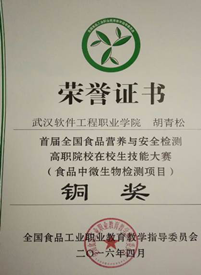 荣誉证书
武汉软件工程职业学院 胡青松
首届全国食品营养与安全检测
高职院校在校生技能大赛
(食品中微生物检测项目)
铜奖
全国食品工业职业教育教学指导委员会
二〇一六年四月